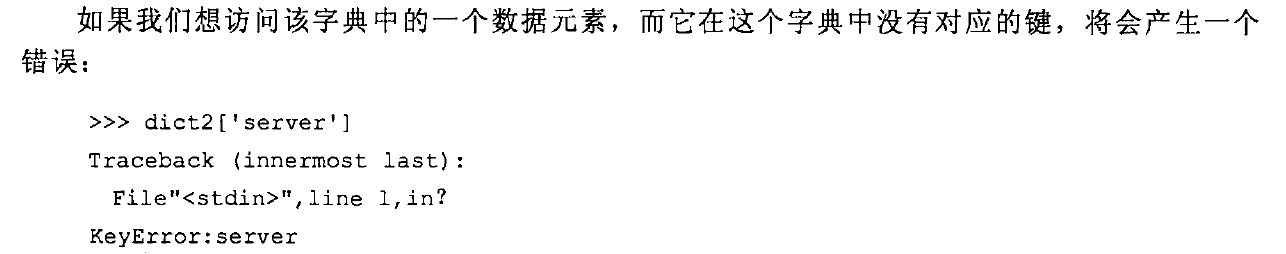 如果我们想访问该字典中的一个数据元素，而它在这个字典中没有对应的键，将会产生一个
错误：
>>> dict2['server']
Traceback (innermost last):
File"<stdin>",line 1,in?
KeyError:server